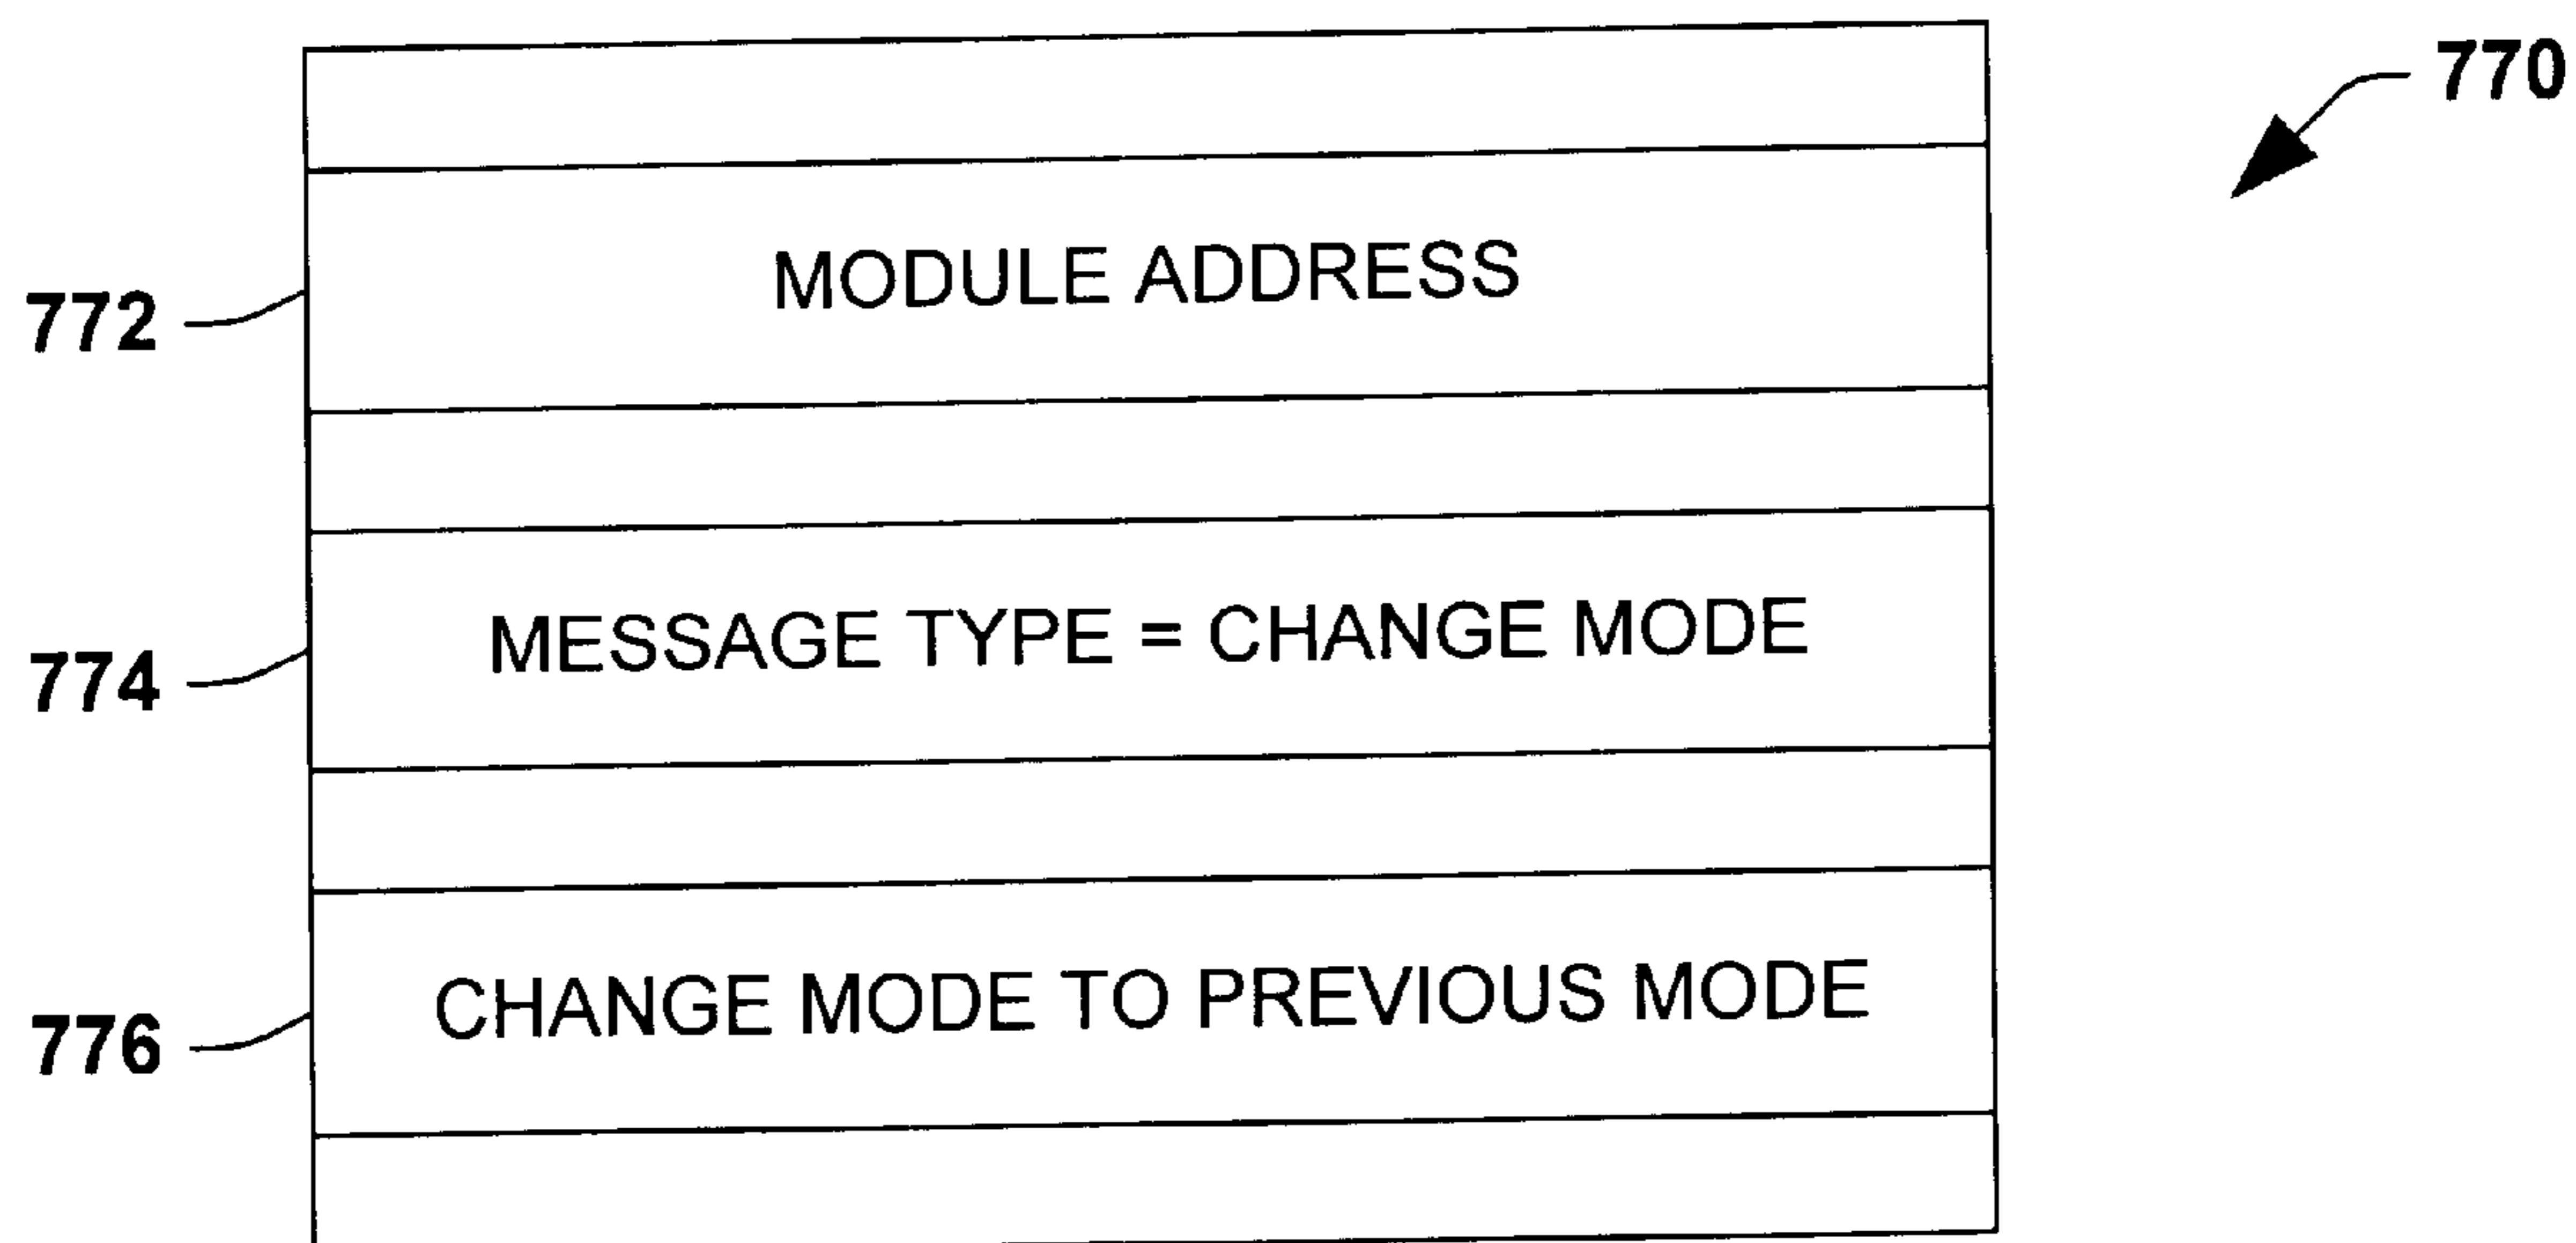 770
MODULE ADDRESS
772
MESSAGE TYPE = CHANGE MODE
774
CHANGE MODE TO PREVIOUS MODE
776